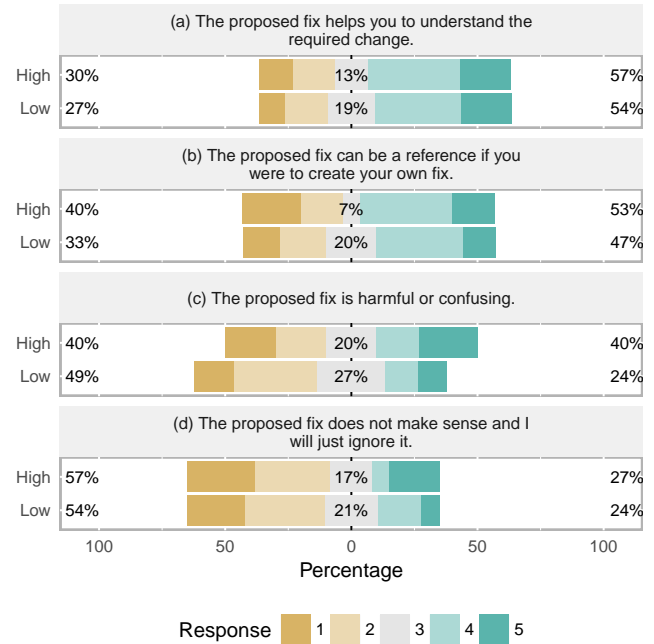 (a) The proposed fix helps you to understand the
required change.
High 30% 13% 57%
Low 27% 19% 54%
(b) The proposed fix can be a reference if you
were to create your own fix.
High 40% 7% 53%
Low 33% 20% 47%
(c) The proposed fix is harmful or confusing.
High 40% 20% 40%
Low 49% 27% 24%
(d) The proposed fix does not make sense and I
will just ignore it.
High 57% 17% 27%
Low 54% 21% 24%
100 50 0 50 100
Percentage
Response 1 2 3 4 5